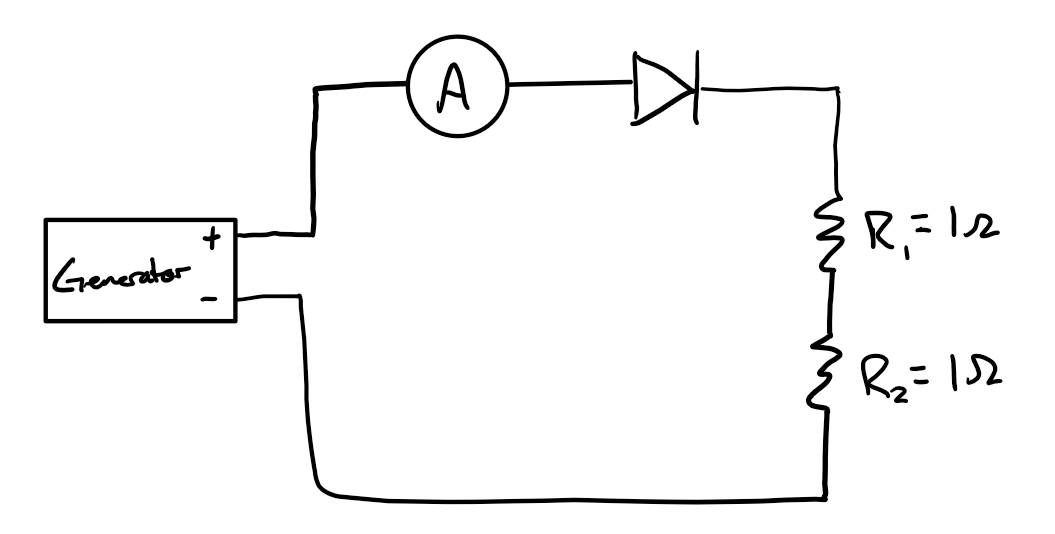 A
+
Generator
-
R₁ = 1Ω
R₂ = 1Ω